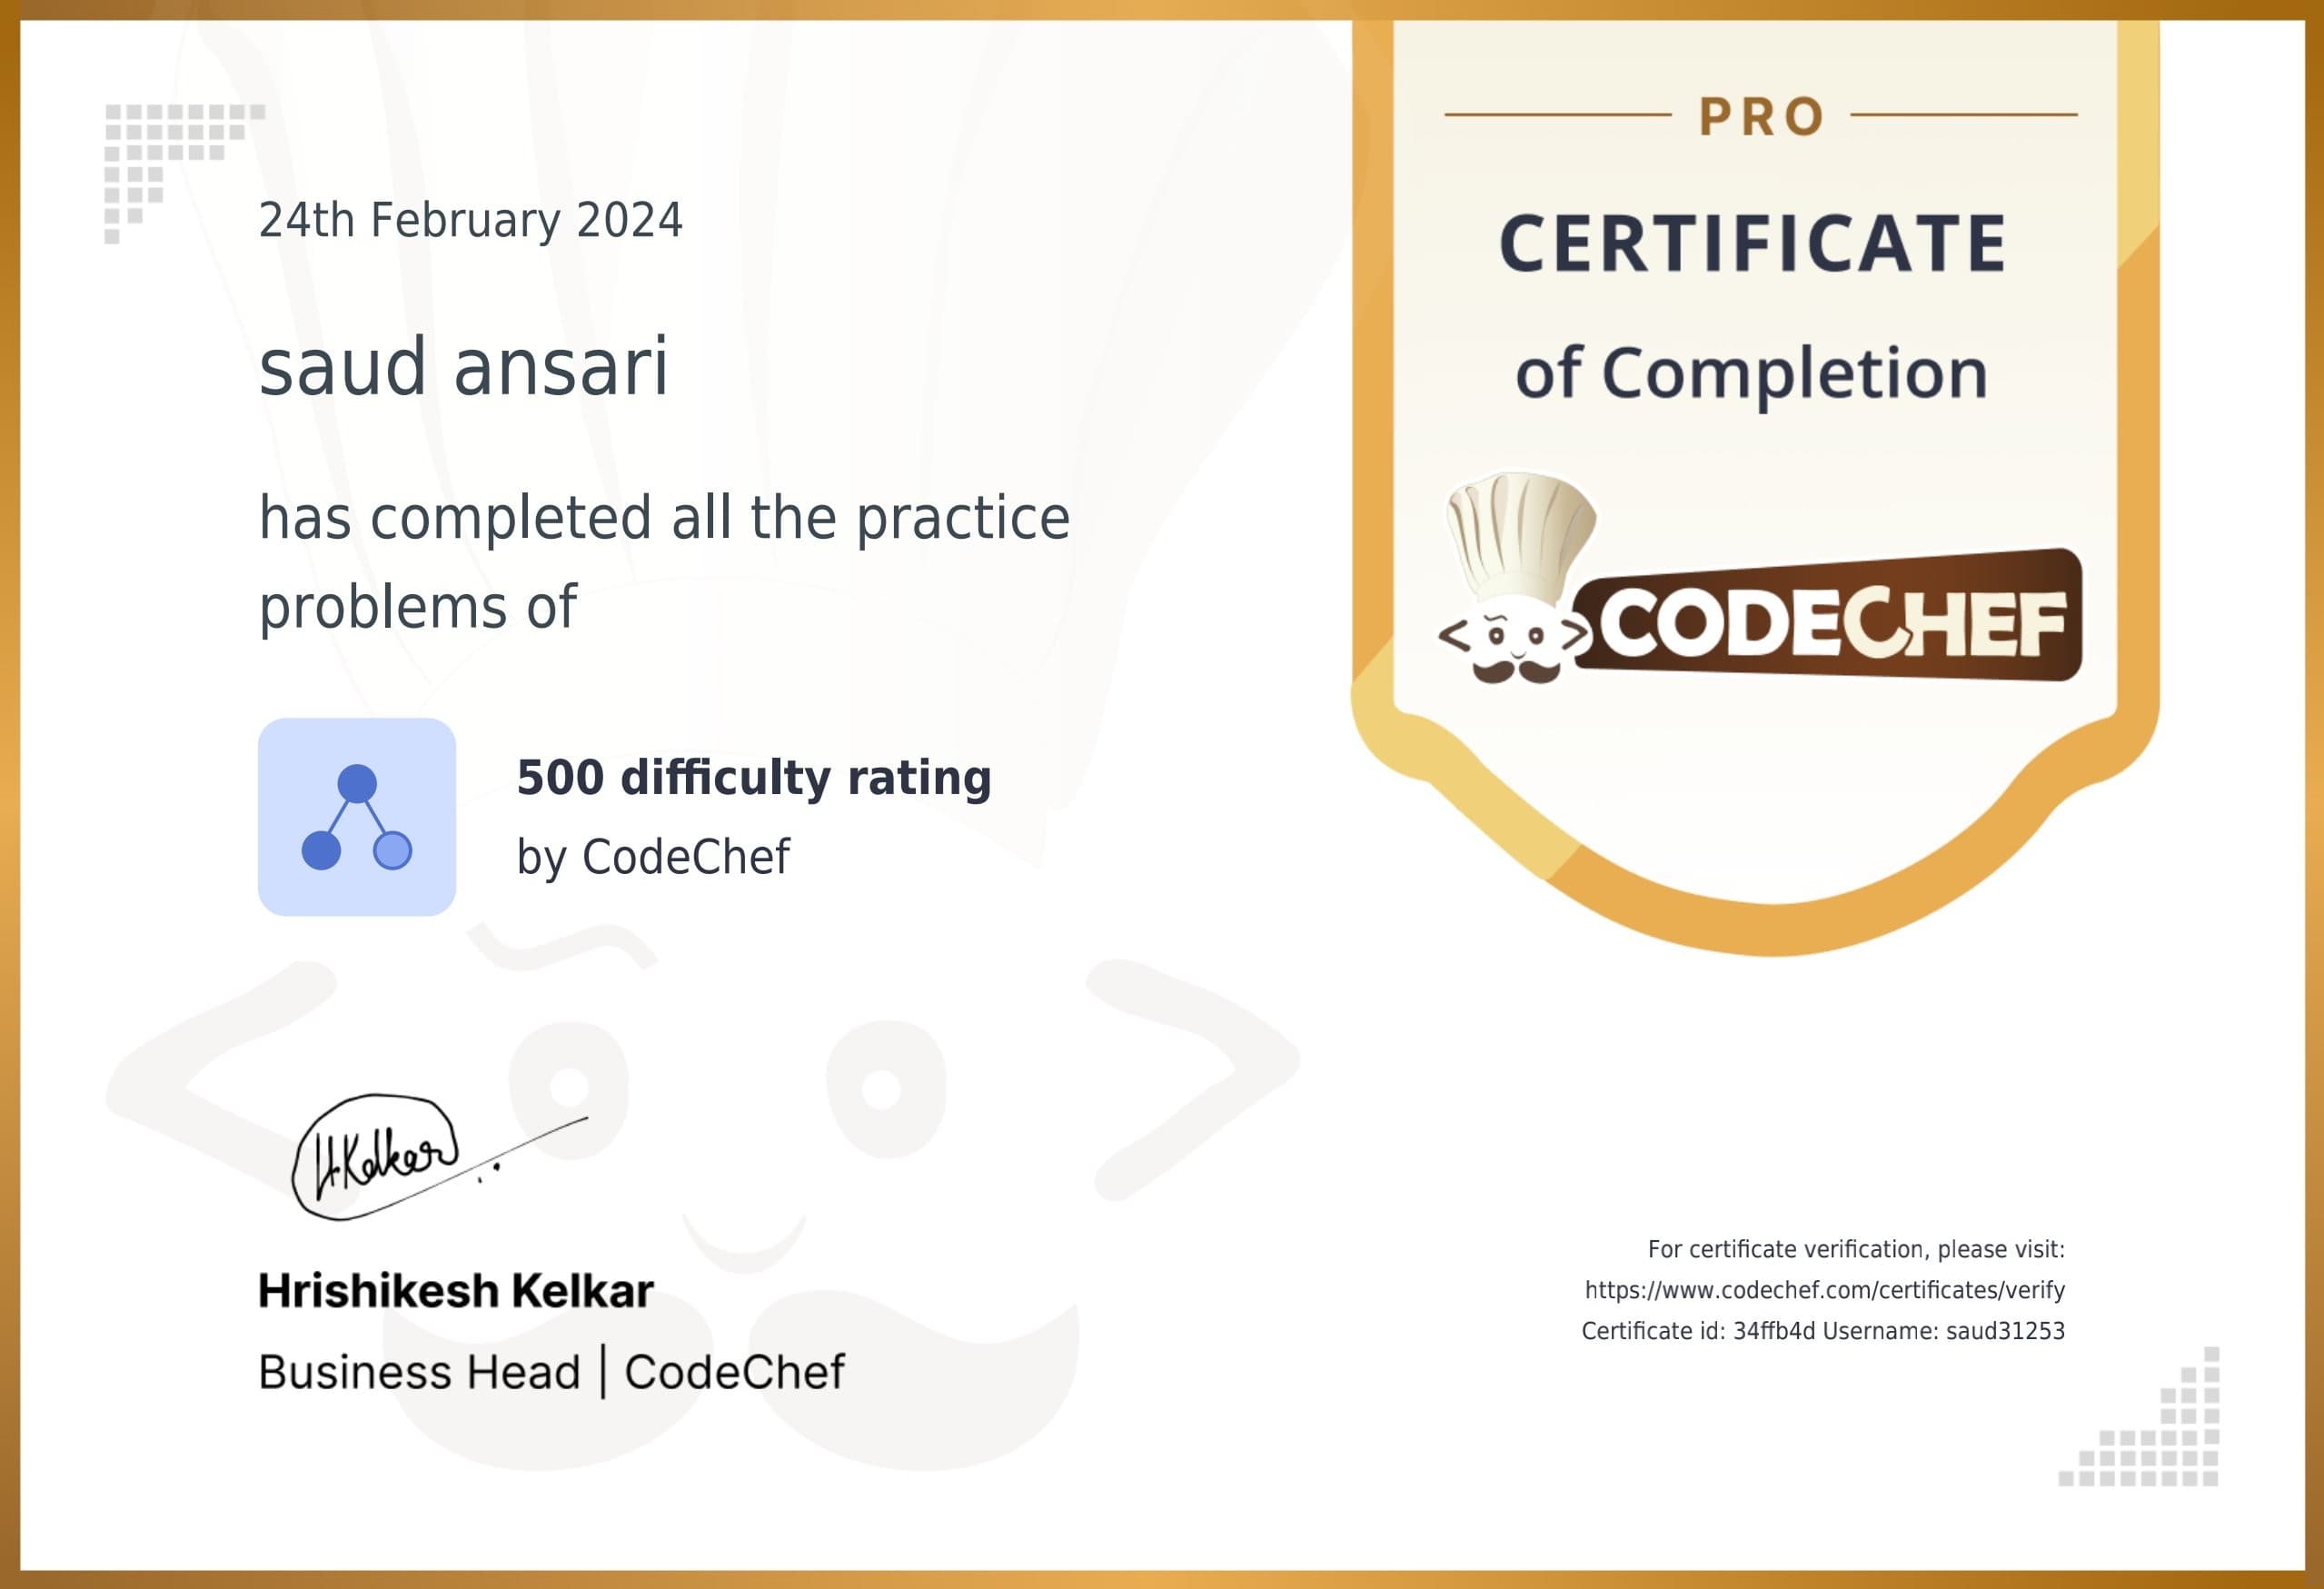 24th February 2024
saud ansari
has completed all the practice
problems of
500 difficulty rating
by CodeChef
HKelkar
Hrishikesh Kelkar
Business Head | CodeChef
PRO
CERTIFICATE
of Completion
CODECHEF
For certificate verification, please visit:
https://www.codechef.com/certificates/verify
Certificate id: 34ffb4d Username: saud31253